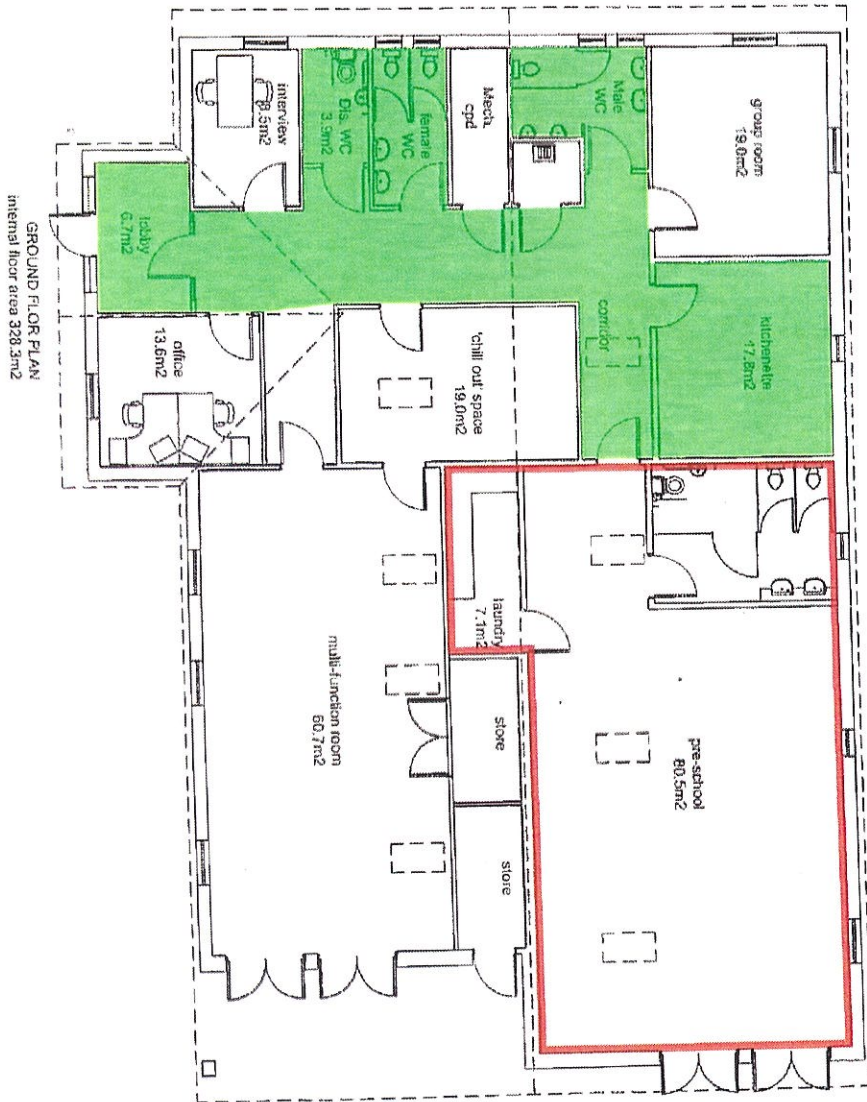 group room
19.0m2
kitchenette
17.8m2
pre-school
80.5m2
Male
WC
corridor
Mech.
cpd
'chill out' space
19.0m2
laundry
7.1m2
store
store
female
WC
Dis. WC
3.9m2
interview
8.5m2
multi-function room
60.7m2
lobby
6.7m2
office
13.6m2
GROUND FLOR PLAN
internal floor area 328.3m2